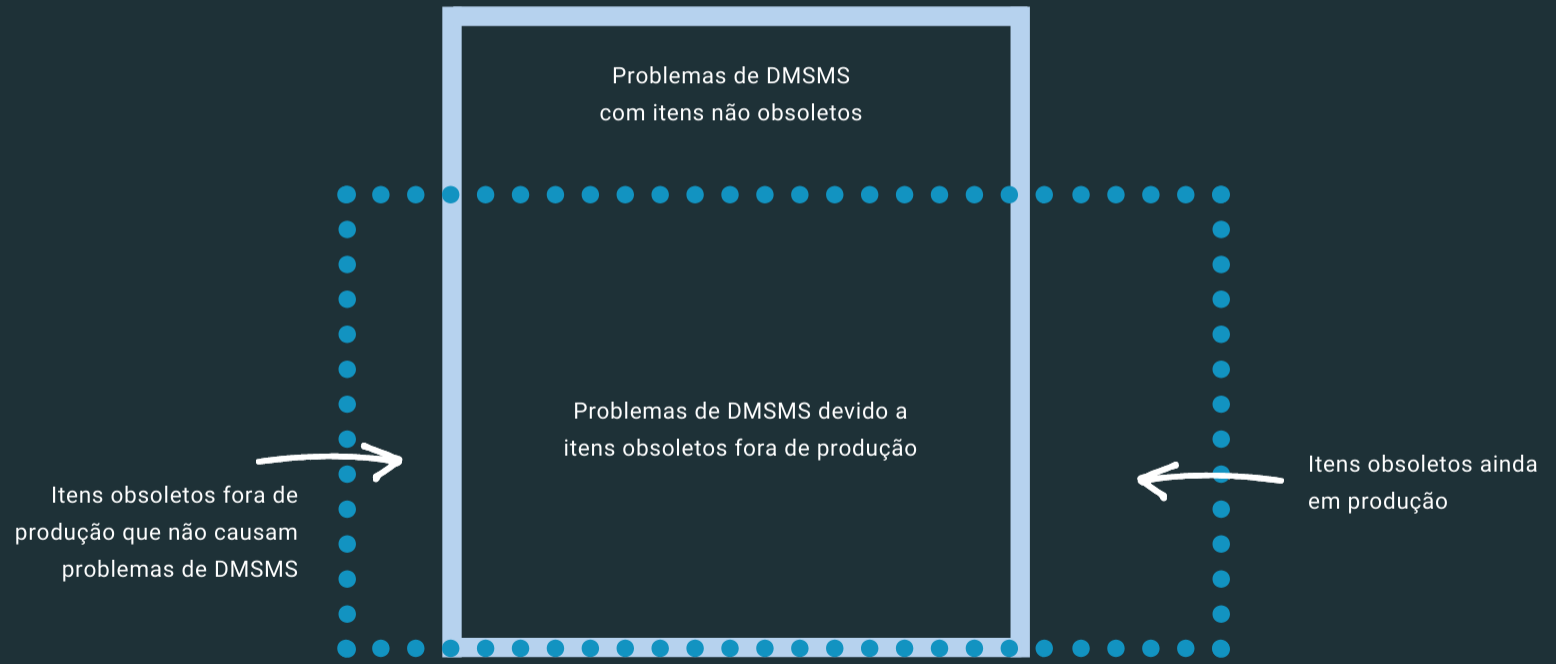 Problemas de DMSMS
com itens não obsoletos
Problemas de DMSMS devido a
itens obsoletos fora de produção
Itens obsoletos fora de
produção que não causam
problemas de DMSMS
Itens obsoletos ainda
em produção